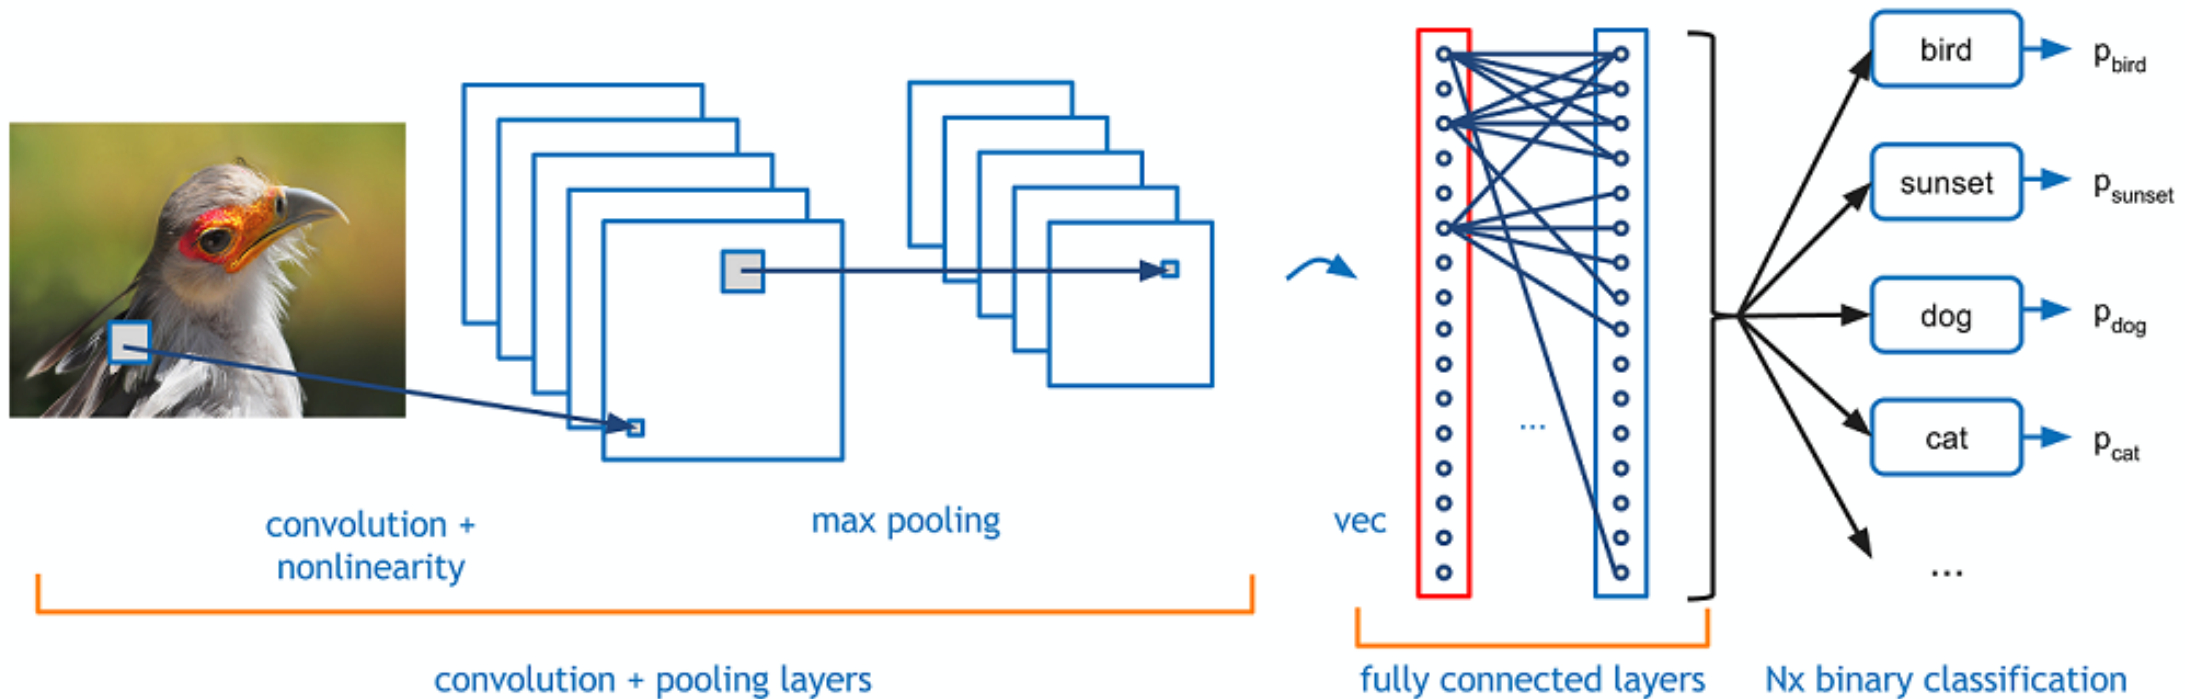 bird
p_bird
sunset
p_sunset
dog
p_dog
cat
p_cat
...
...
convolution +
nonlinearity
max pooling
vec
convolution + pooling layers
fully connected layers
Nx binary classification